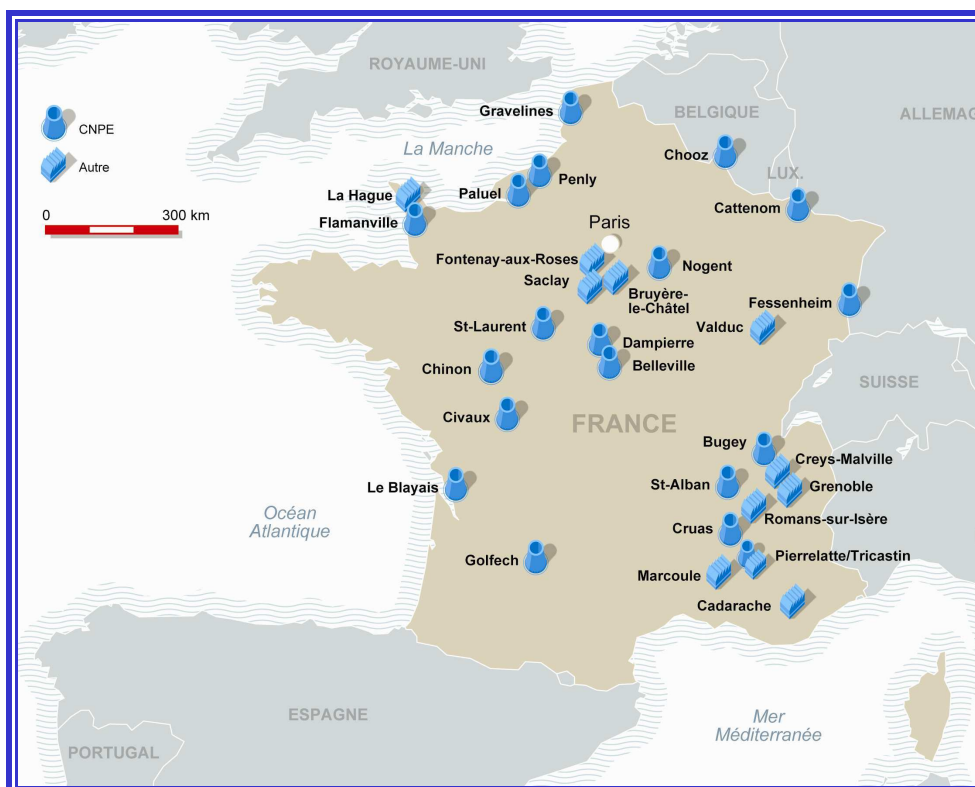 ROYAUME-UNI
Gravelines
BELGIQUE
ALLEMAG
CNPE
La Manche
Chooz
Autre
Penly
LUX.
La Hague
Paluel
Cattenom
0 300 km
Flamanville
Paris
Fontenay-aux-Roses
Nogent
Saclay
Bruyère-
le-Châtel
Fessenheim
St-Laurent
Valduc
Dampierre
Chinon
Belleville
SUISSE
Civaux
FRANCE
Bugey
Creys-Malville
Le Blayais
St-Alban
Grenoble
Océan
Atlantique
Romans-sur-Isère
Cruas
Golfech
Pierrelatte/Tricastin
Marcoule
Cadarache
ESPAGNE
Mer
Méditerranée
PORTUGAL